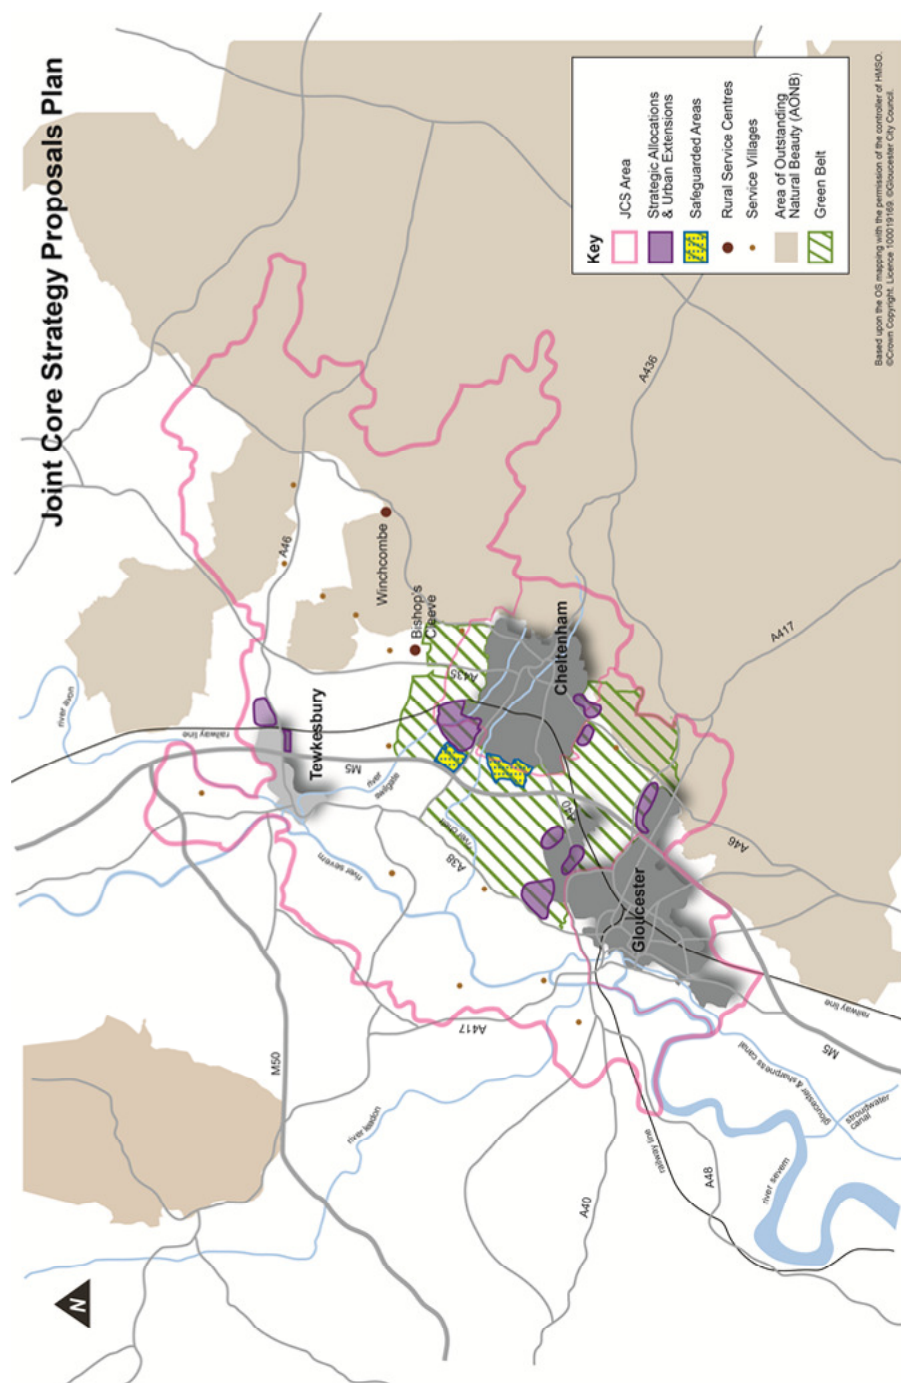 Joint Core Strategy Proposals Plan
N
Key
JCS Area
Strategic Allocations
& Urban Extensions
Safeguarded Areas
Rural Service Centres
Service Villages
Area of Outstanding
Natural Beauty (AONB)
Green Belt
Based upon the OS mapping with the permission of the controller of HMSO.
©Crown Copyright. Licence 100019169. ©Gloucester City Council.
river avon
railway line
M5
Tewkesbury
A46
Winchcombe
Bishop's
Cleeve
M50
river severn
river
swilgate
A435
river leadon
A417
A38
river chelt
Cheltenham
A40
A436
Gloucester
A417
A46
railway line
A40
A48
river severn
gloucester & sharpness canal
stroudwater
canal
M5
railway line